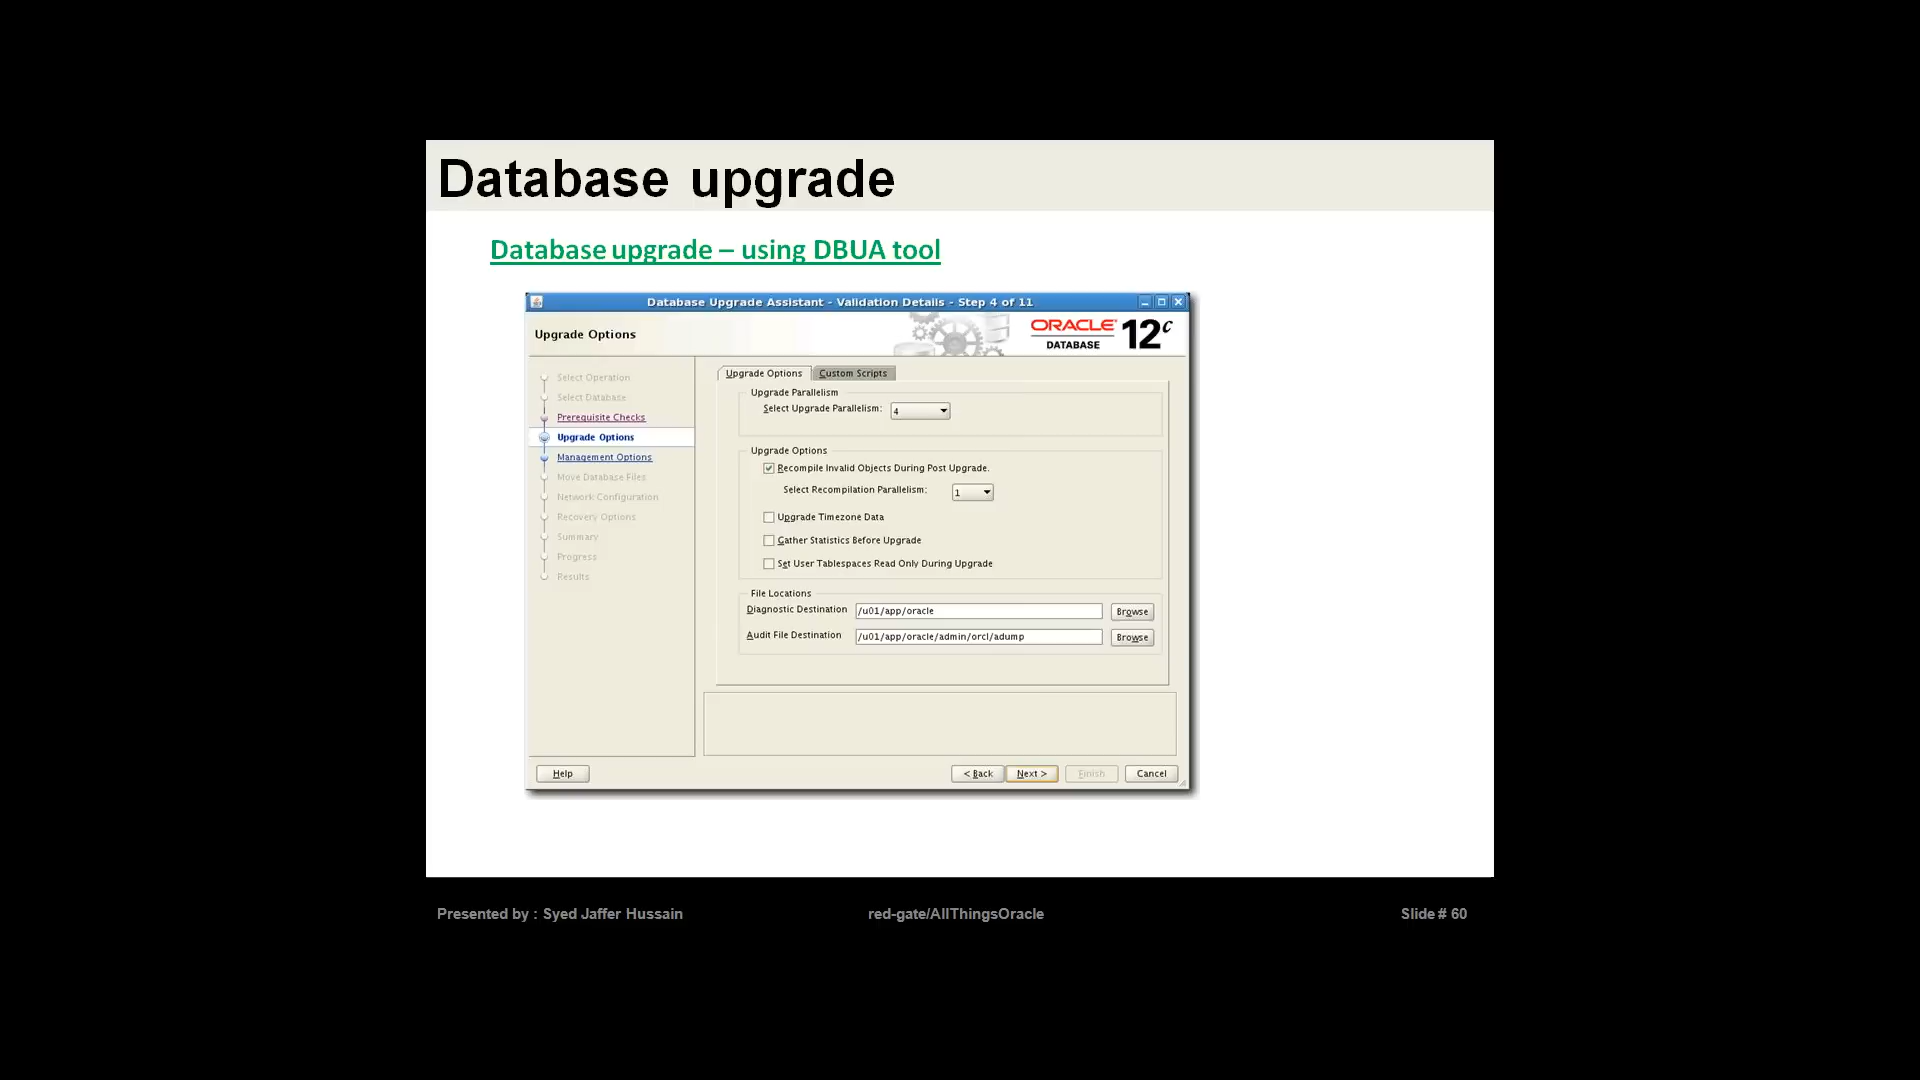 Database upgrade
Database upgrade – using DBUA tool
Database Upgrade Assistant - Validation Details - Step 4 of 11
Upgrade Options
ORACLE
DATABASE
12c
Select Operation
Select Database
Prerequisite Checks
Upgrade Options
Management Options
Move Database Files
Network Configuration
Recovery Options
Summary
Progress
Results
Upgrade Options Custom Scripts
Upgrade Parallelism
Select Upgrade Parallelism: 4
Upgrade Options
Recompile Invalid Objects During Post Upgrade.
Select Recompilation Parallelism: 1
Upgrade Timezone Data
Gather Statistics Before Upgrade
Set User Tablespaces Read Only During Upgrade
File Locations
Diagnostic Destination /u01/app/oracle Browse
Audit File Destination /u01/app/oracle/admin/orcl/adump Browse
Help < Back Next > Finish Cancel
Presented by : Syed Jaffer Hussain red-gate/AllThingsOracle Slide # 60